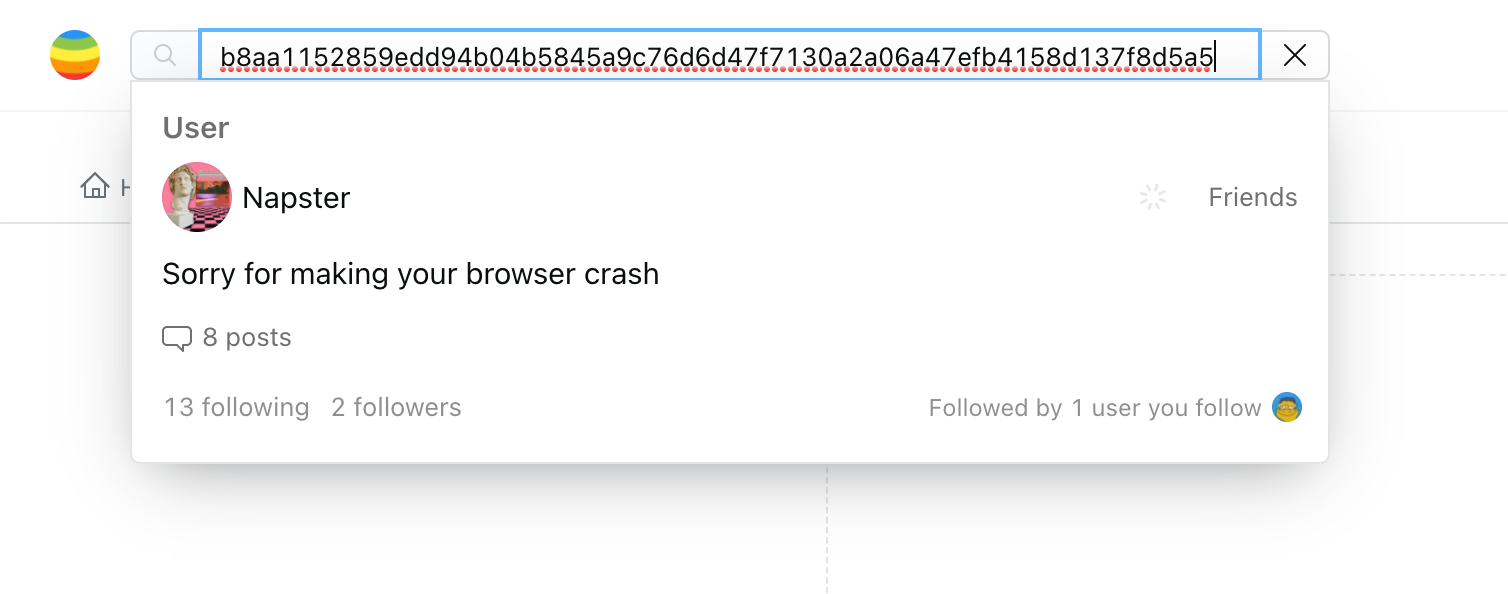 b8aa1152859edd94b04b5845a9c76d6d47f7130a2a06a47efb4158d137f8d5a5
User
Napster
Friends
Sorry for making your browser crash
8 posts
13 following 2 followers
Followed by 1 user you follow